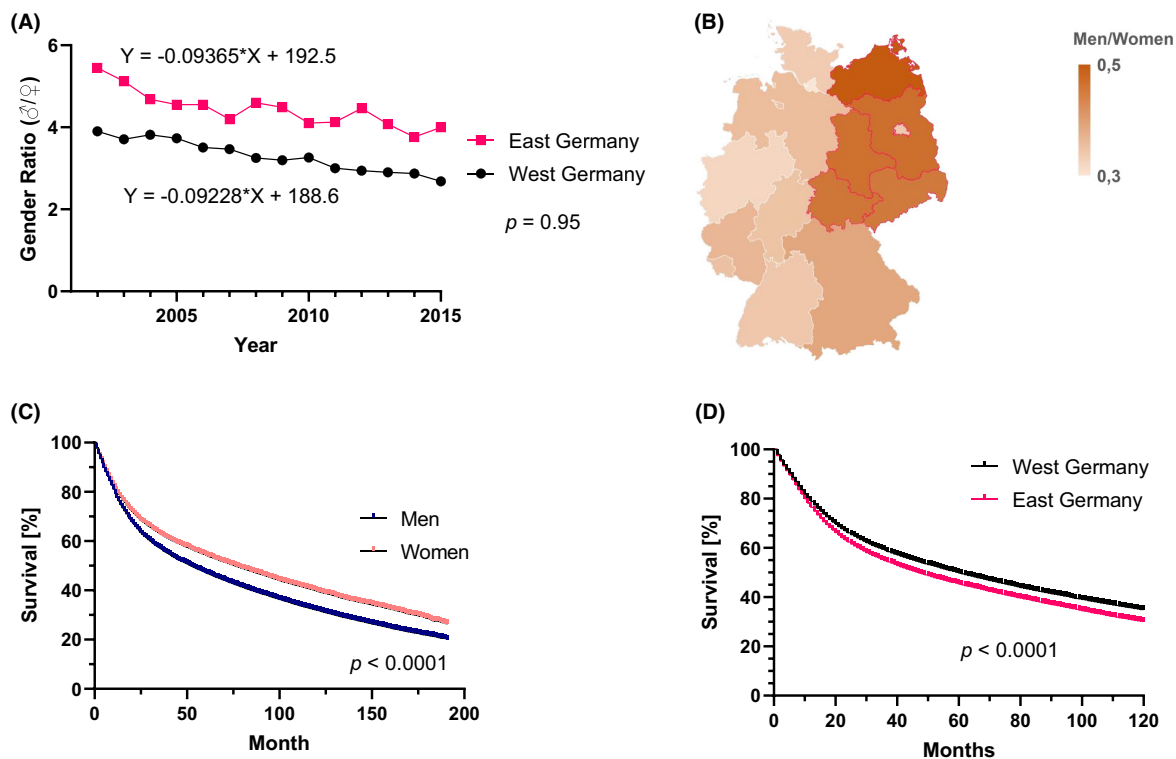 (A)
Y = -0.09365*X + 192.5
6
4
2
0
Gender Ratio (♂/♀)
East Germany
West Germany
Y = -0.09228*X + 188.6
p = 0.95
2005
2010
2015
Year
(B)
Men/Women
0,5
0,3
(C)
100
80
60
40
20
0
Survival [%]
Men
Women
p < 0.0001
0
50
100
150
200
Month
(D)
100
80
60
40
20
0
Survival [%]
West Germany
East Germany
p < 0.0001
0
20
40
60
80
100
120
Months